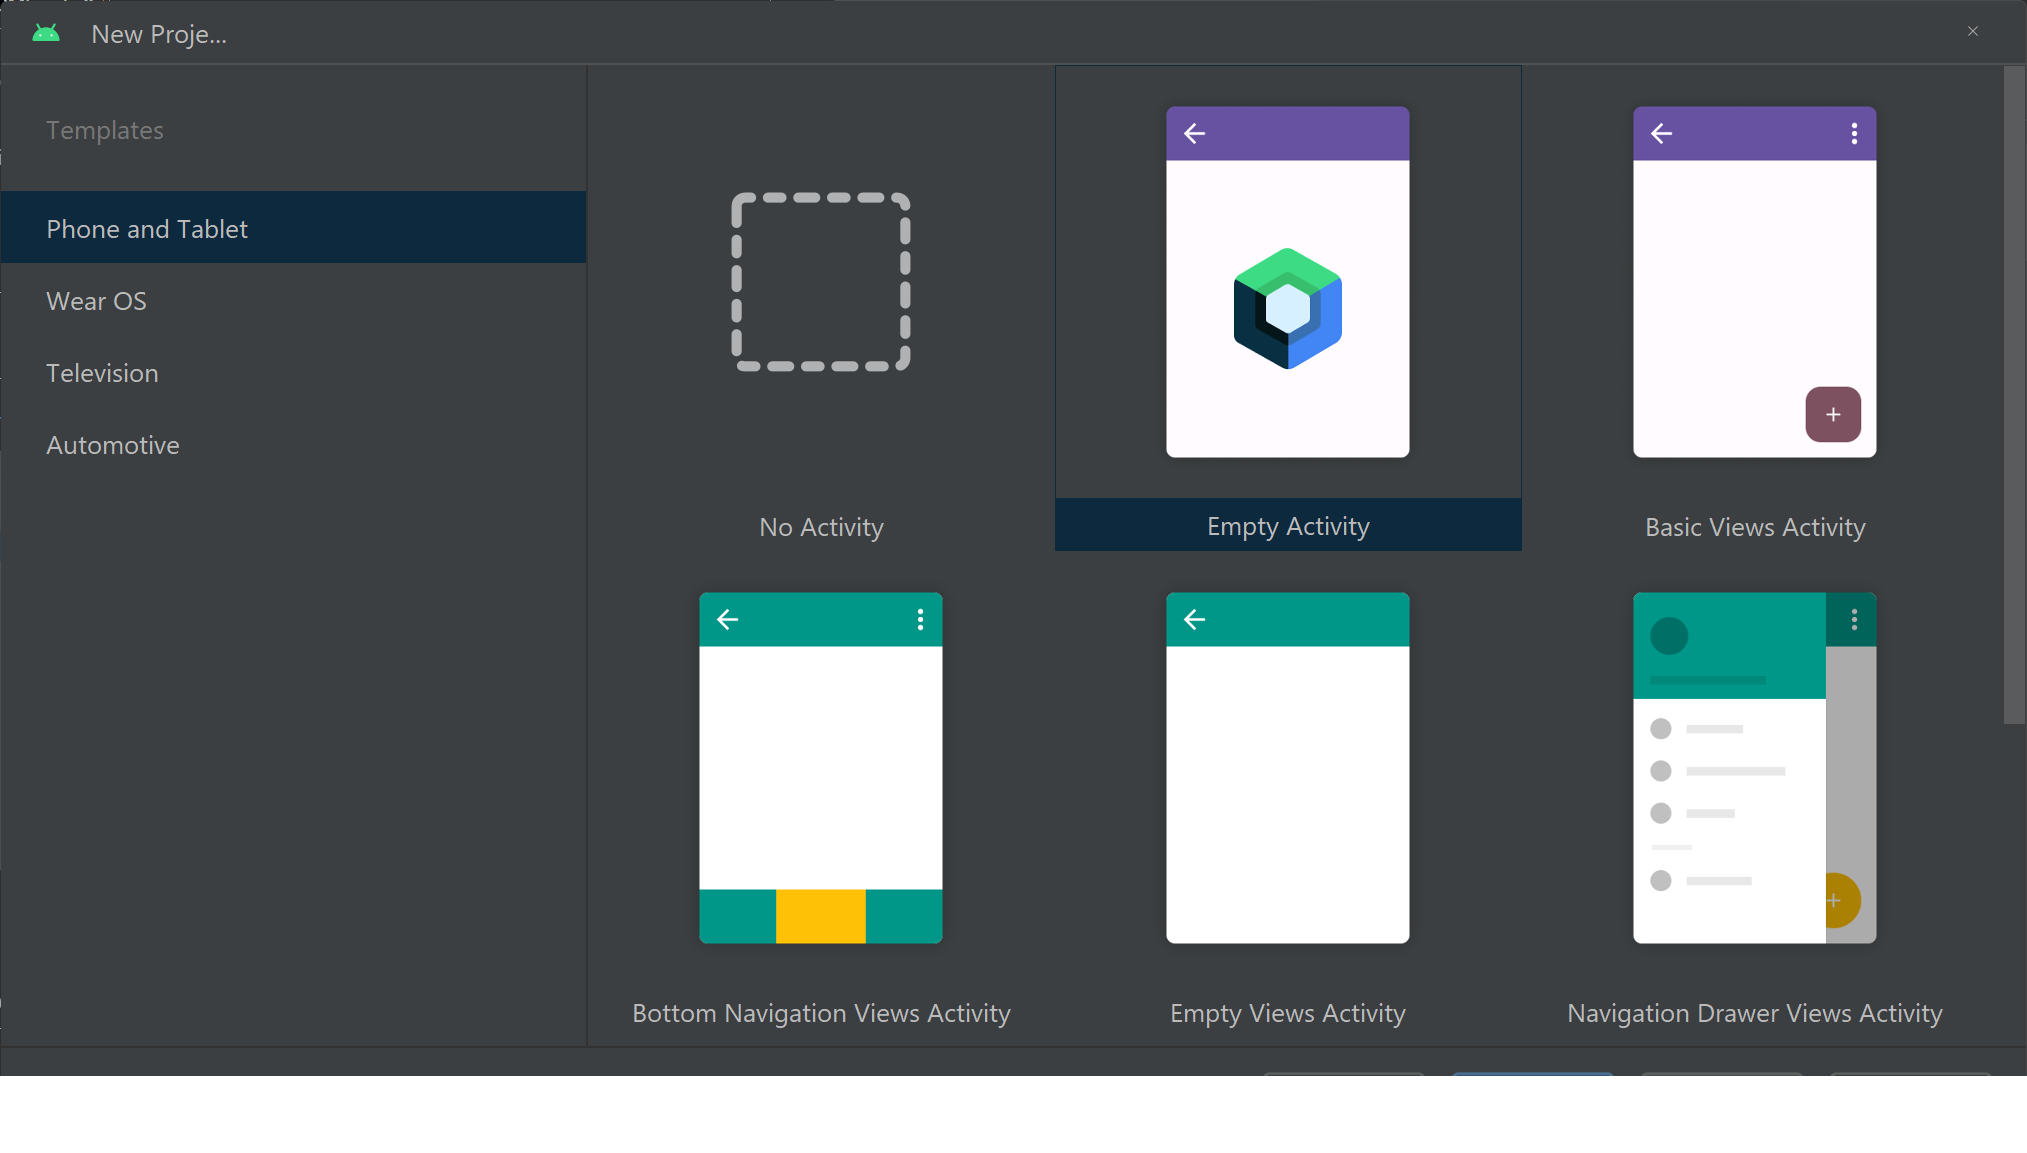 New Proje...
Templates
Phone and Tablet
Wear OS
Television
Automotive
No Activity
Empty Activity
Basic Views Activity
Bottom Navigation Views Activity
Empty Views Activity
Navigation Drawer Views Activity